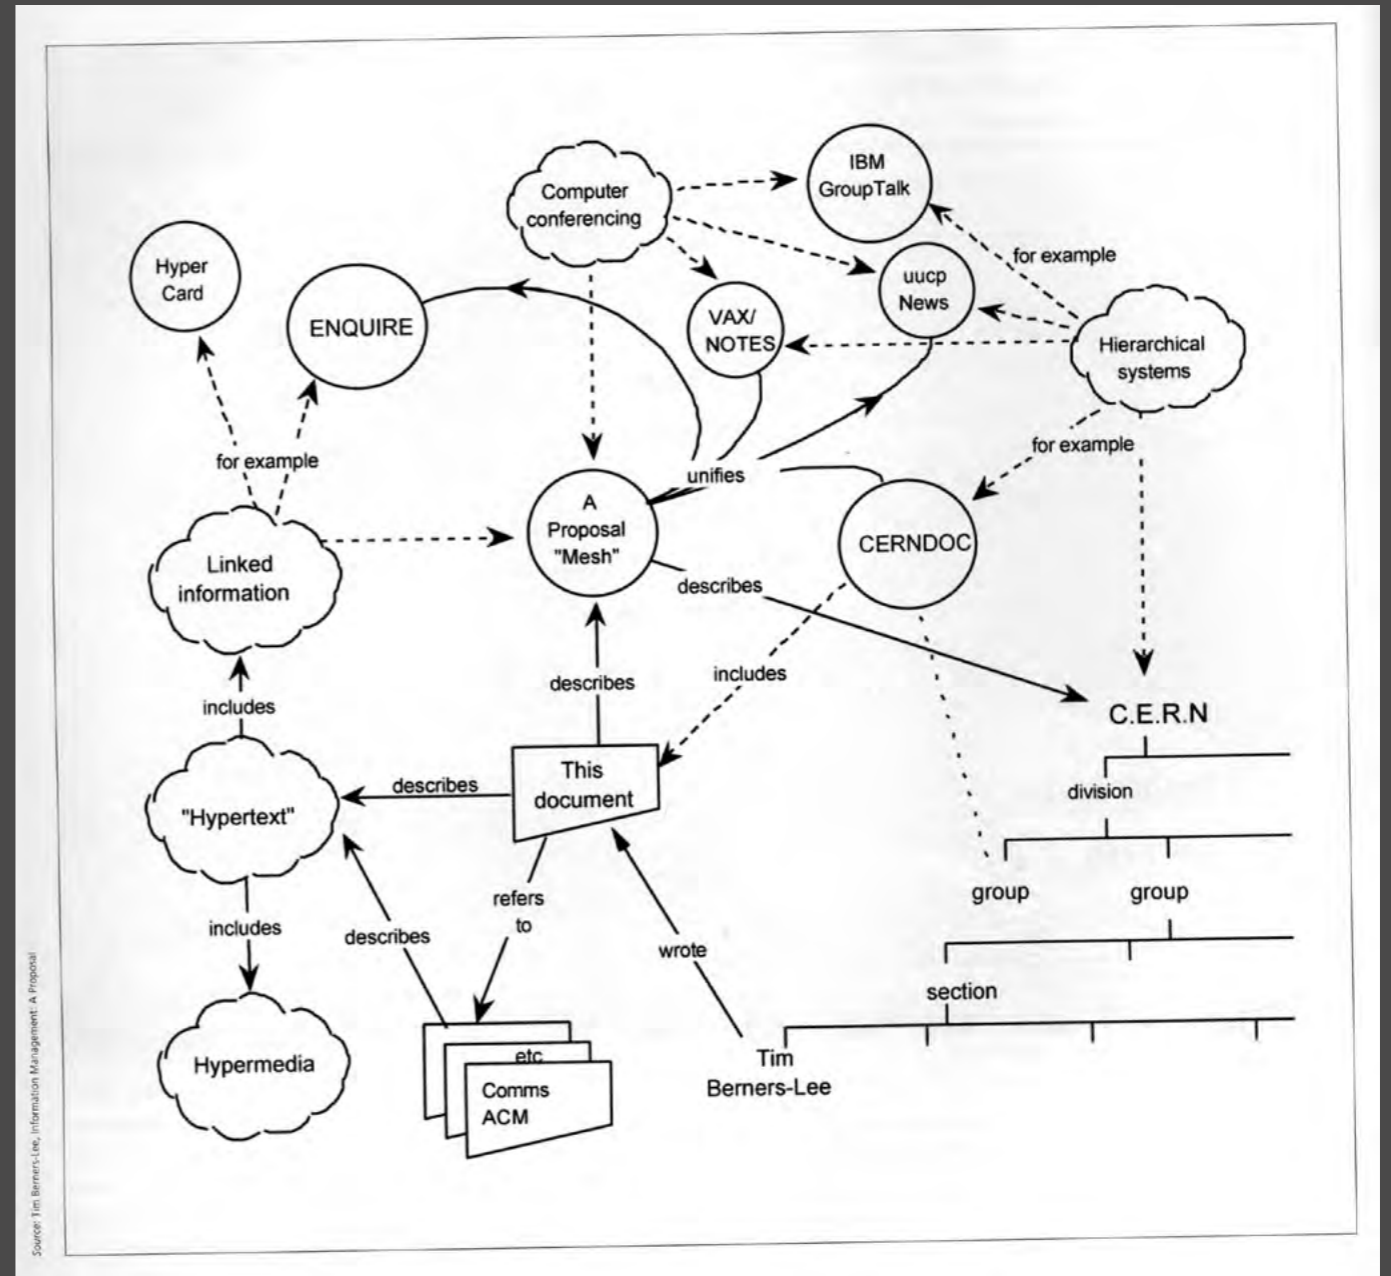 IBM
GroupTalk
Computer
conferencing
for example
Hyper
Card
uucp
News
ENQUIRE
VAX/
NOTES
Hierarchical
systems
for example
for example
unifies
A
Proposal
"Mesh"
CERNDOC
Linked
information
describes
includes
describes
includes
C.E.R.N
This
document
describes
division
"Hypertext"
refers
to
group
group
includes
describes
wrote
section
Hypermedia
etc
Comms
ACM
Tim
Berners-Lee
Source: Tim Berners-Lee, Information Management: A Proposal